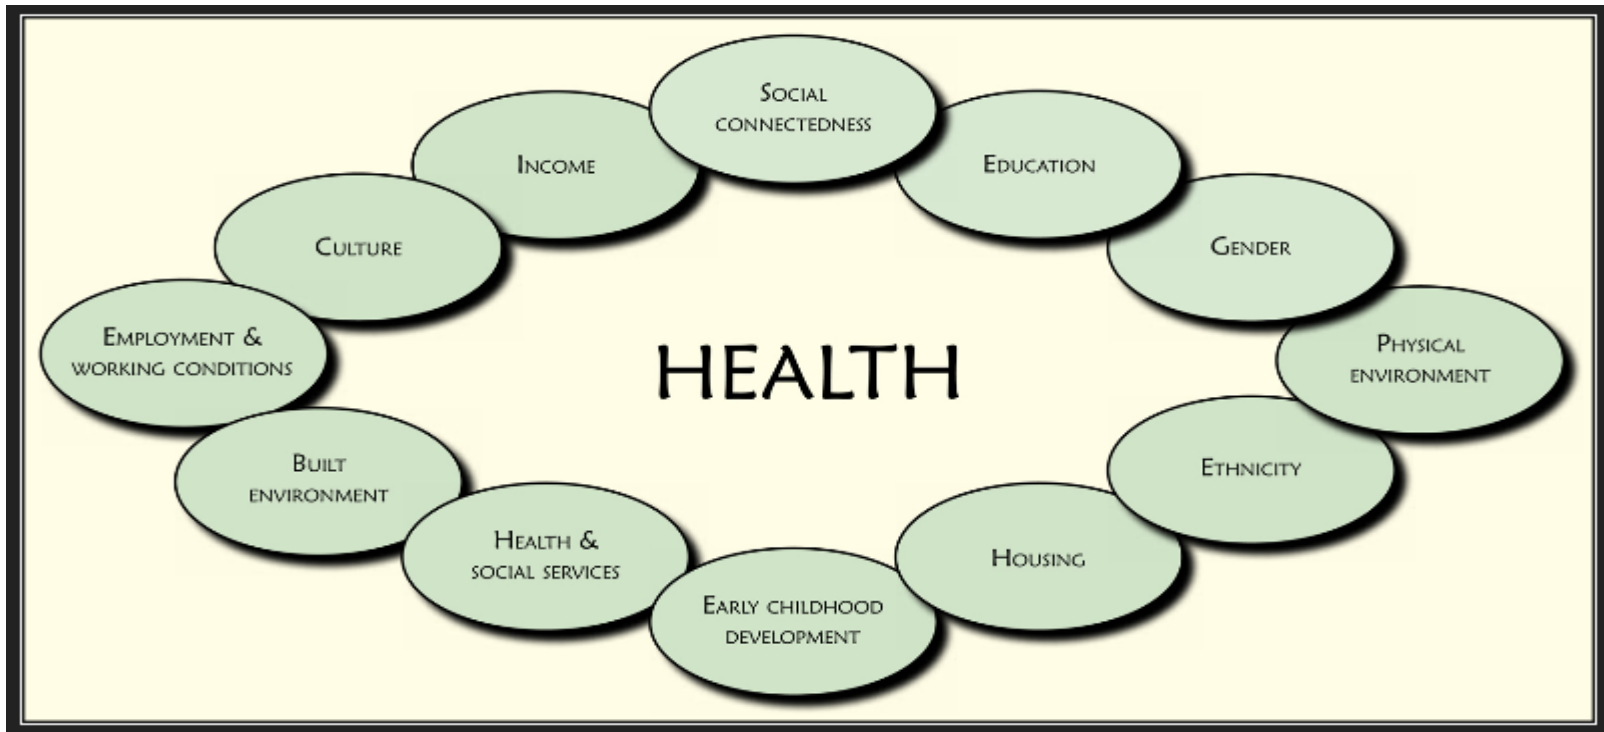 Social
connectedness
Income
Education
Culture
Gender
Employment &
working conditions
Physical
environment
HEALTH
Built
environment
Ethnicity
Health &
social services
Housing
Early childhood
development